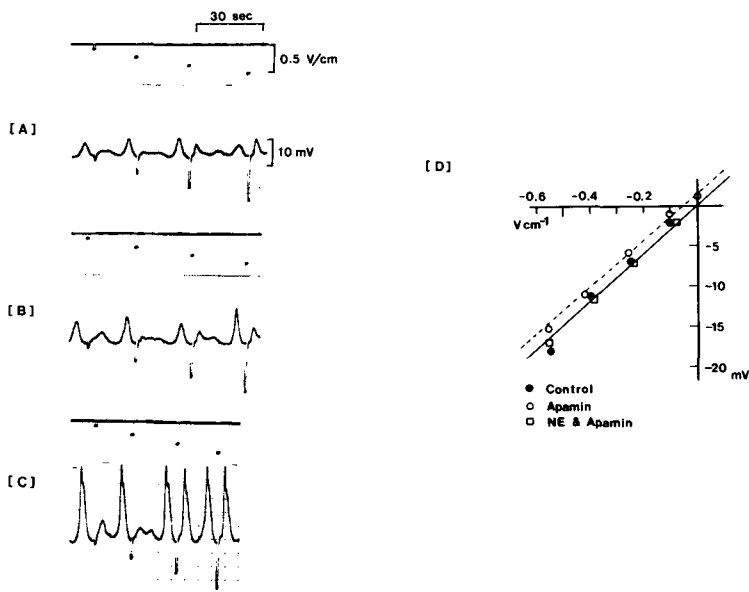 30 sec
0.5 V/cm
[A]
10 mV
[B]
[C]
[D]
-0.6 -0.4 -0.2
Vcm⁻¹
0
-5
-10
-15
-20
mV
● Control
○ Apamin
□ NE & Apamin